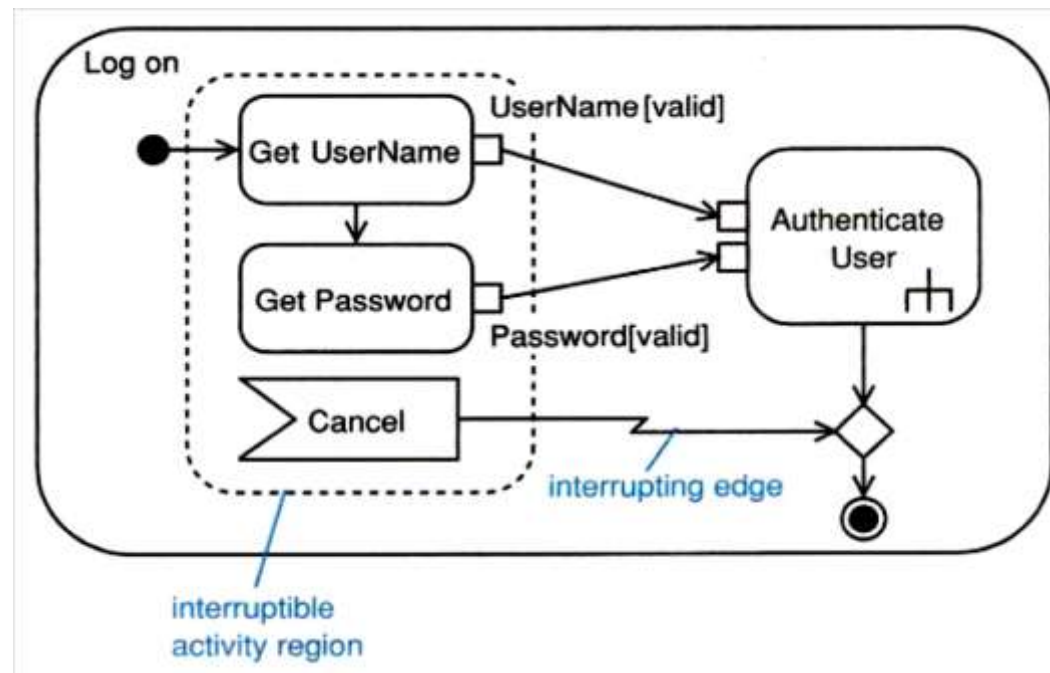 Log on
UserName[valid]
Get UserName
Authenticate
User
Get Password
Password[valid]
Cancel
interrupting edge
interruptible
activity region